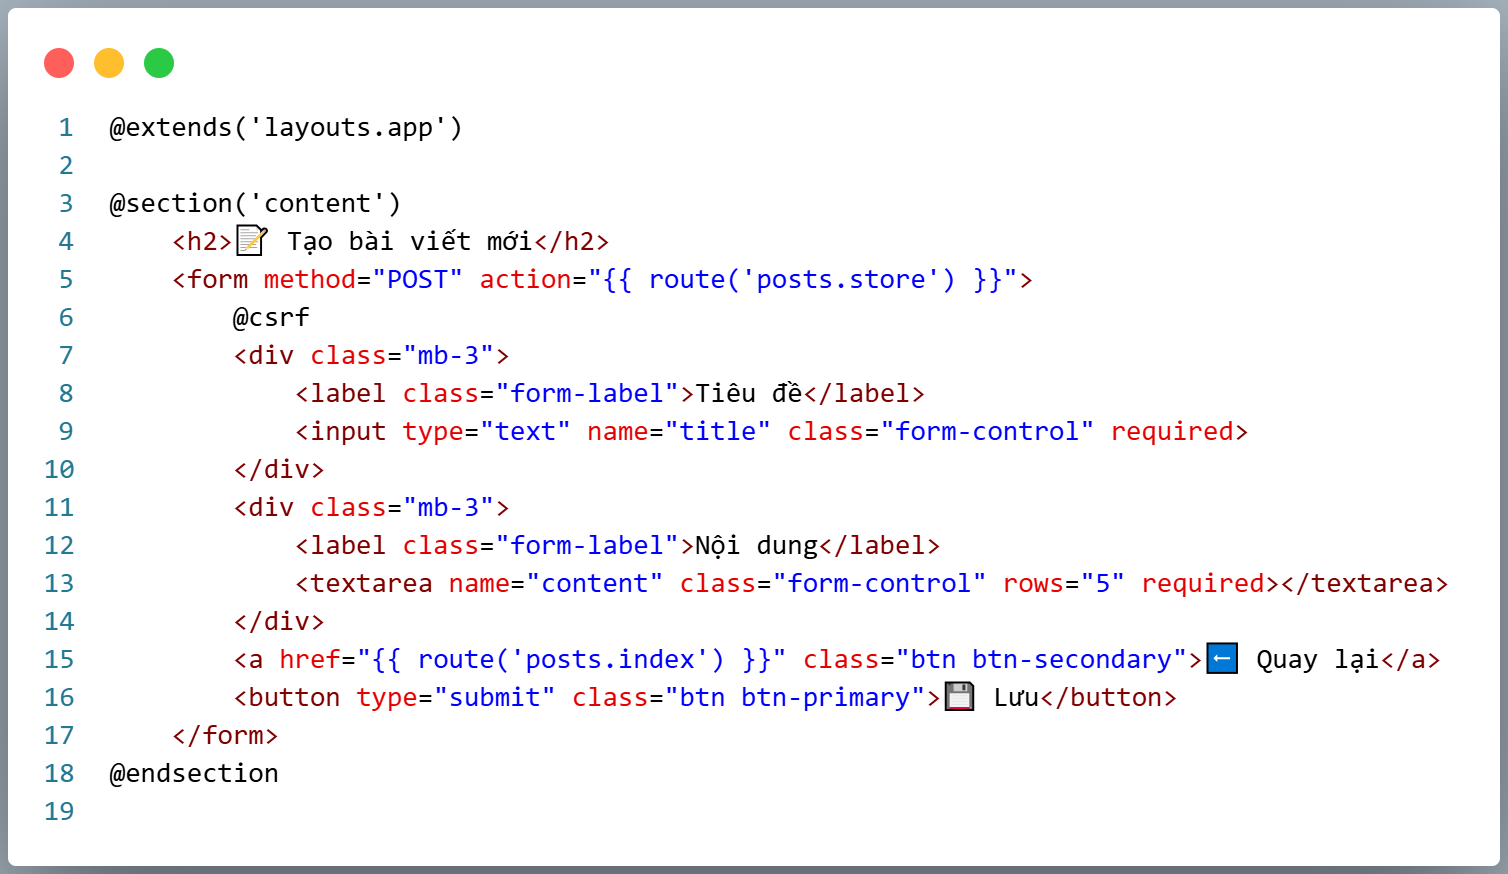 1 @extends('layouts.app')
2
3 @section('content')
4     <h2>📝 Tạo bài viết mới</h2>
5     <form method="POST" action="{{ route('posts.store') }}">
6         @csrf
7         <div class="mb-3">
8             <label class="form-label">Tiêu đề</label>
9             <input type="text" name="title" class="form-control" required>
10         </div>
11         <div class="mb-3">
12             <label class="form-label">Nội dung</label>
13             <textarea name="content" class="form-control" rows="5" required></textarea>
14         </div>
15         <a href="{{ route('posts.index') }}" class="btn btn-secondary">⬅️ Quay lại</a>
16         <button type="submit" class="btn btn-primary">💾 Lưu</button>
17     </form>
18 @endsection
19